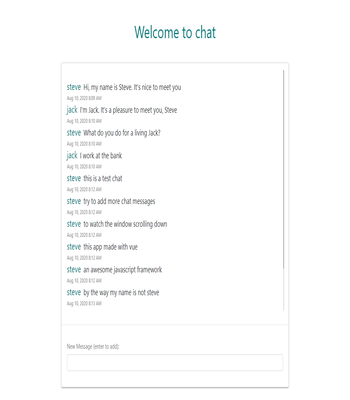 Welcome to chat
steve Hi, my name is Steve. It's nice to meet you
Aug 10, 2020 8:09 AM
jack I'm Jack. It's a pleasure to meet you, Steve
Aug 10, 2020 8:10 AM
steve What do you do for a living Jack?
Aug 10, 2020 8:10 AM
jack I work at the bank
Aug 10, 2020 8:10 AM
steve this is a test chat
Aug 10, 2020 8:12 AM
steve try to add more chat messages
Aug 10, 2020 8:12 AM
steve to watch the window scrolling down
Aug 10, 2020 8:12 AM
steve this app made with vue
Aug 10, 2020 8:12 AM
steve an awesome javascript framework
Aug 10, 2020 8:12 AM
steve by the way my name is not steve
Aug 10, 2020 8:13 AM
New Message (enter to add):